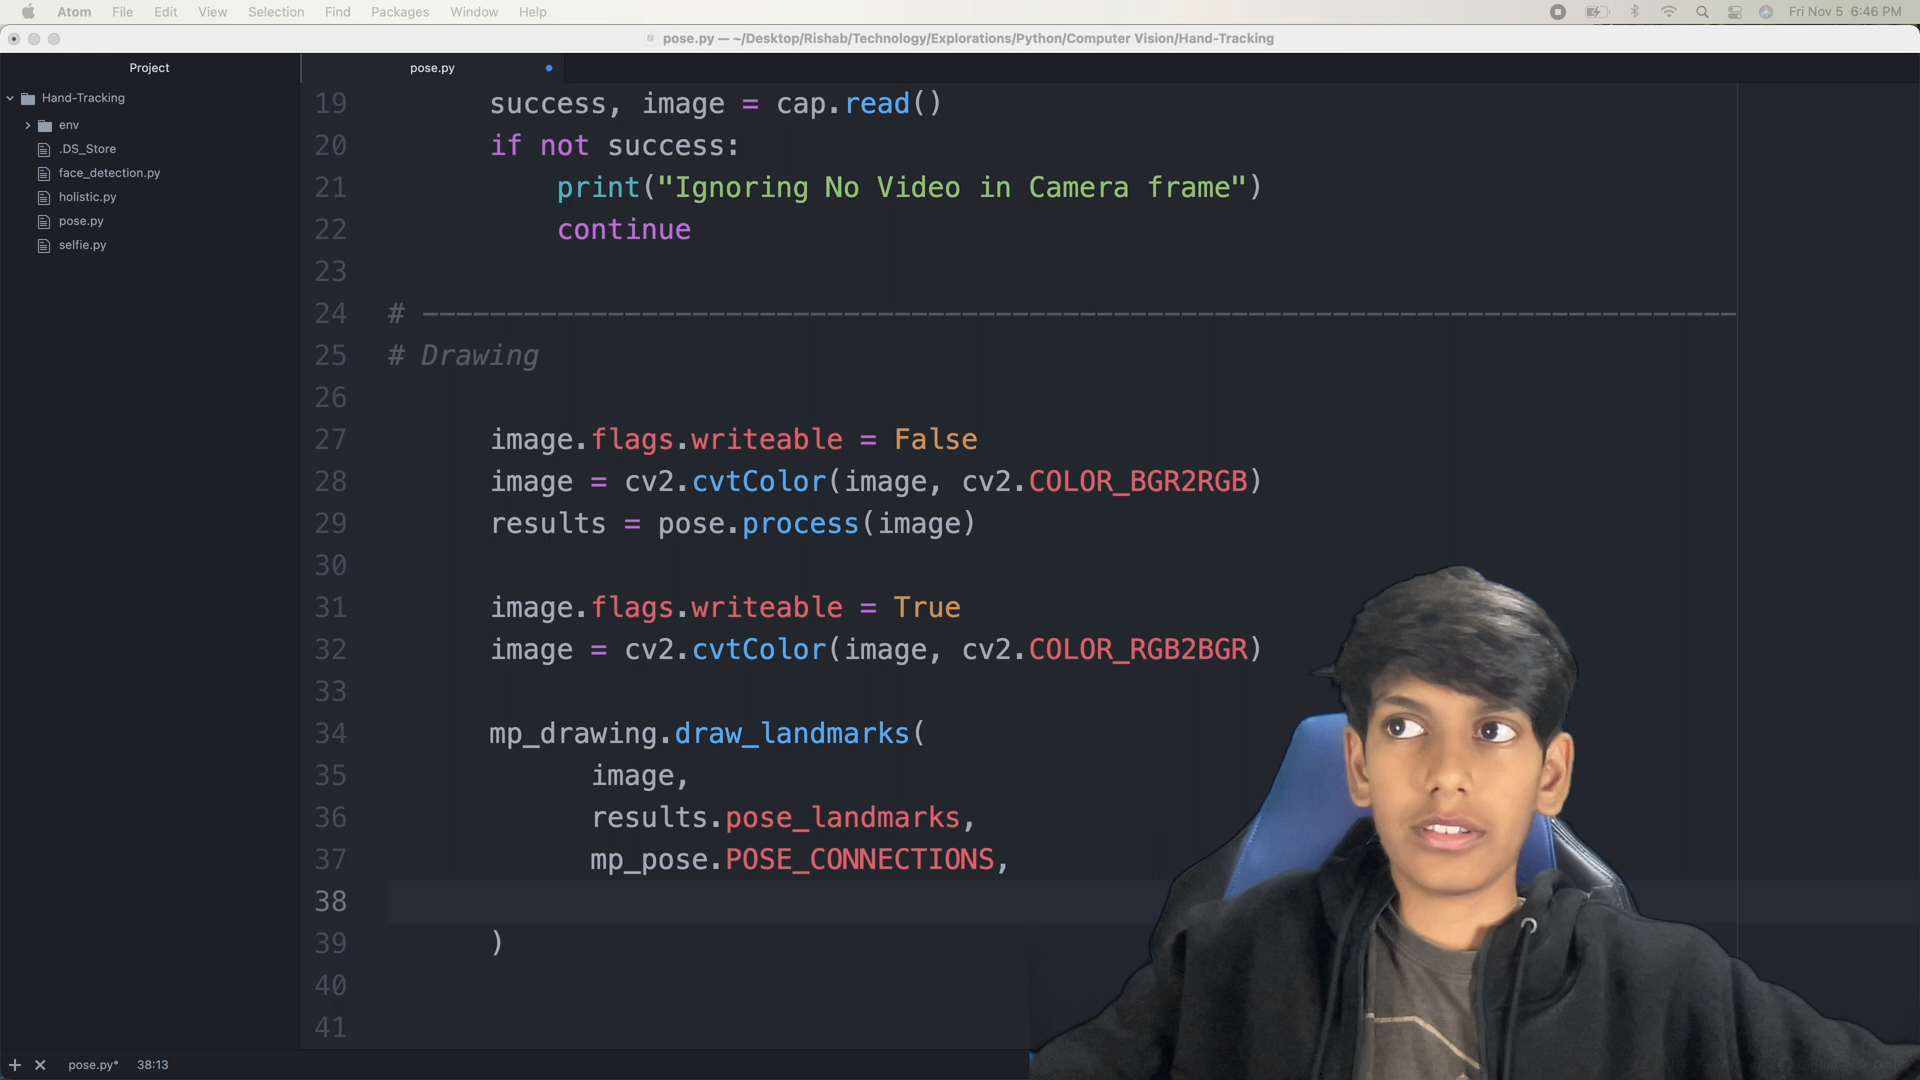 Atom File Edit View Selection Find Packages Window Help Fri Nov 5 6:46 PM
pose.py — ~/Desktop/Rishab/Technology/Explorations/Python/Computer Vision/Hand-Tracking
Project
pose.py
Hand-Tracking
env
.DS_Store
face_detection.py
holistic.py
pose.py
selfie.py
19 success, image = cap.read()
20 if not success:
21 print("Ignoring No Video in Camera frame")
22 continue
23
24 # ------------------------------------------------------------------------------
25 # Drawing
26
27 image.flags.writeable = False
28 image = cv2.cvtColor(image, cv2.COLOR_BGR2RGB)
29 results = pose.process(image)
30
31 image.flags.writeable = True
32 image = cv2.cvtColor(image, cv2.COLOR_RGB2BGR)
33
34 mp_drawing.draw_landmarks(
35 image,
36 results.pose_landmarks,
37 mp_pose.POSE_CONNECTIONS,
38
39 )
40
41
pose.py* 38:13